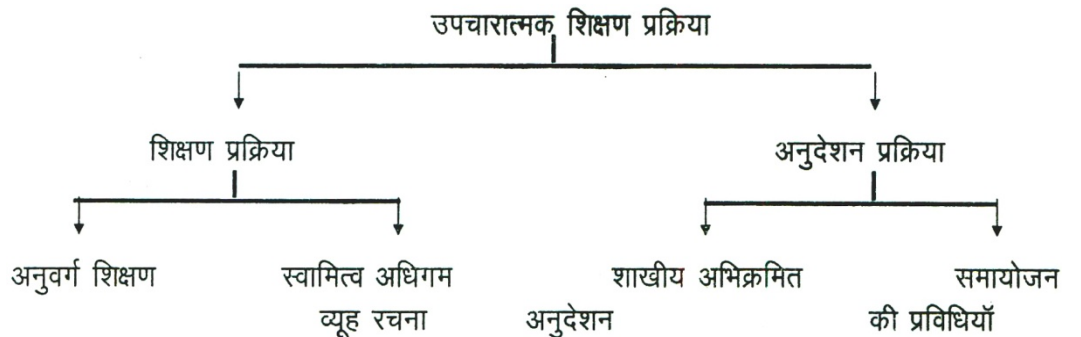 उपचारात्मक शिक्षण प्रक्रिया
शिक्षण प्रक्रिया अनुदेशन प्रक्रिया
अनुवर्ग शिक्षण स्वामित्व अधिगम शाखीय अभिक्रमित समायोजन
व्यूह रचना अनुदेशन की प्रविधियॉ